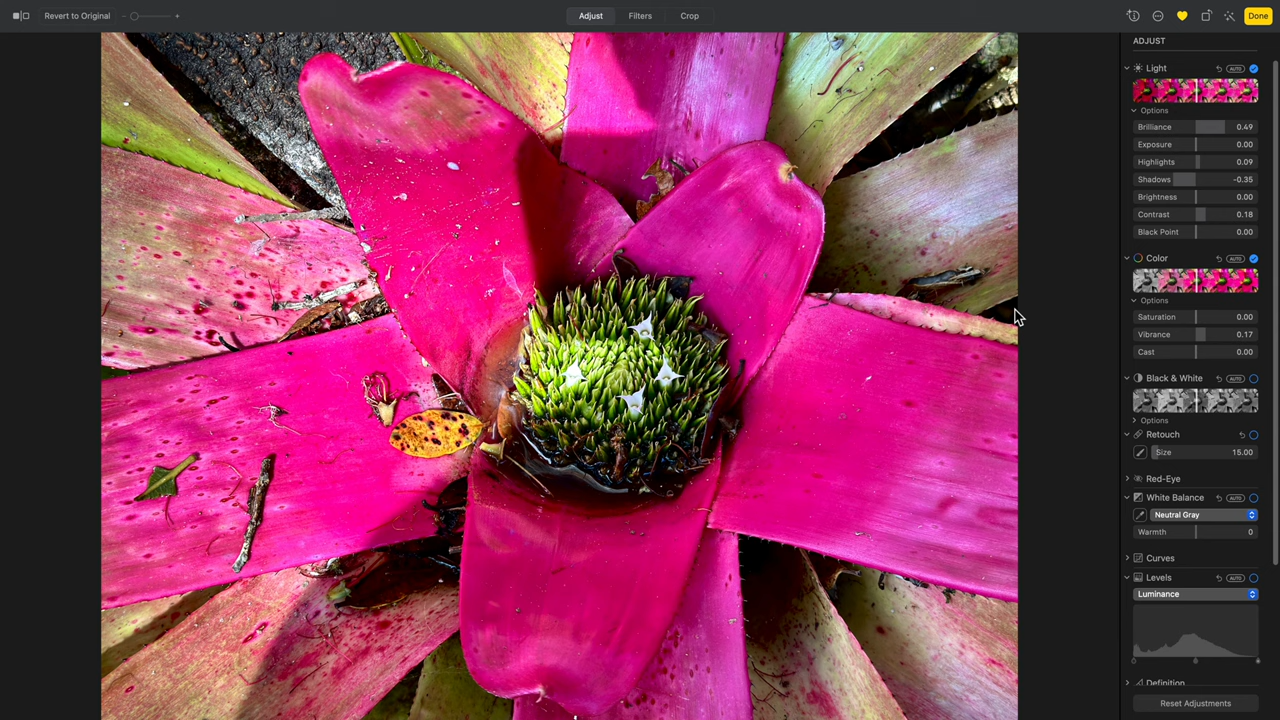 Revert to Original − +
Adjust Filters Crop
Done
ADJUST
Light AUTO
Options
Brilliance 0.49
Exposure 0.00
Highlights 0.09
Shadows -0.35
Brightness 0.00
Contrast 0.18
Black Point 0.00
Color AUTO
Options
Saturation 0.00
Vibrance 0.17
Cast 0.00
Black & White AUTO
Options
Retouch
Size 15.00
Red-Eye
White Balance AUTO
Neutral Gray
Warmth 0
Curves
Levels AUTO
Luminance
Definition
Reset Adjustments